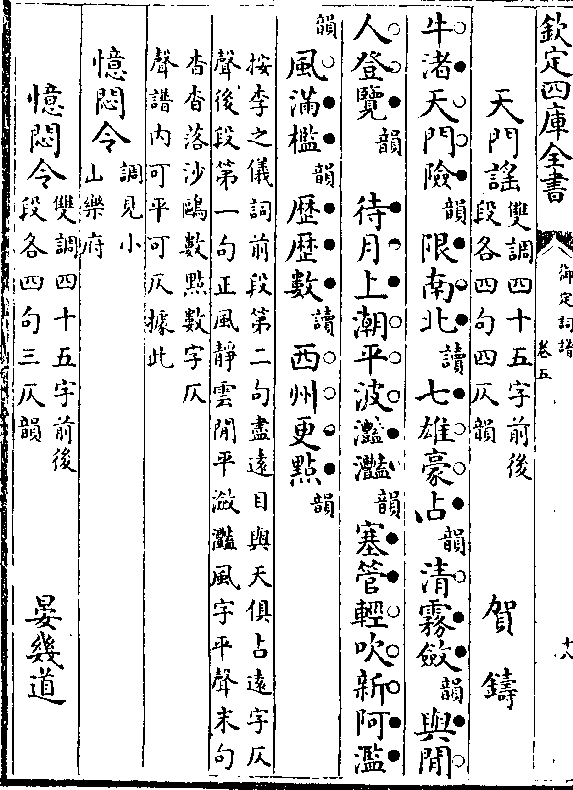 欽定四庫全書
御定詞譜
卷五
十八
天門謠 雙調四十五字前後段各四句四仄韻 賀鑄
牛渚天門險韻限南北讀七雄豪占韻清霧斂韻與閒
人登覽韻 待月上潮平波灩灩韻塞管輕吹新阿濫
韻風滿檻韻歷歷數讀西州更點韻
按李之儀詞前段第二句盡遠目與天俱占遠字仄
聲後段第一句正風靜雲閒平瀲灩風字平聲末句
杳杳落沙鷗數點數字仄
聲譜內可平可仄據此
憶悶令 調見小山樂府
憶悶令 雙調四十五字前後段各四句三仄韻 晏幾道